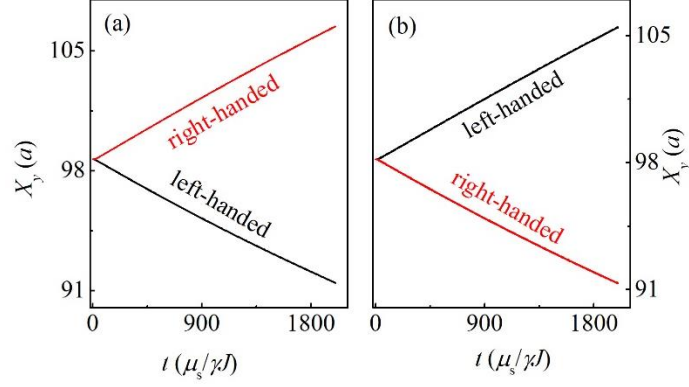 (a)
105
98
91
X_y (a)
right-handed
left-handed
0
900
1800
t (μ_s/γJ)
(b)
left-handed
right-handed
105
98
91
X_y (a)
0
900
1800
t (μ_s/γJ)